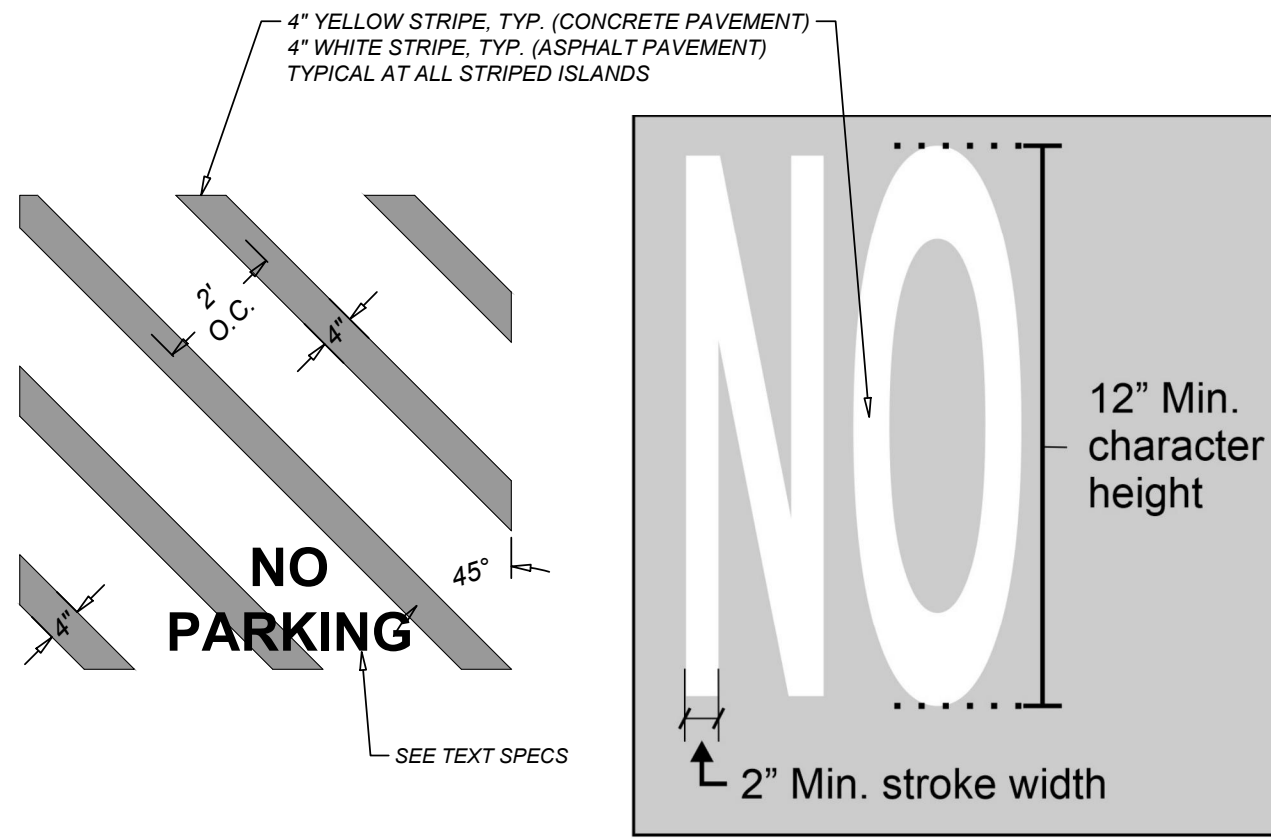 4" YELLOW STRIPE, TYP. (CONCRETE PAVEMENT)
4" WHITE STRIPE, TYP. (ASPHALT PAVEMENT)
TYPICAL AT ALL STRIPED ISLANDS
2'
O.C.
4"
45°
4"
NO
PARKING
SEE TEXT SPECS
NO
12” Min.
character
height
2” Min. stroke width